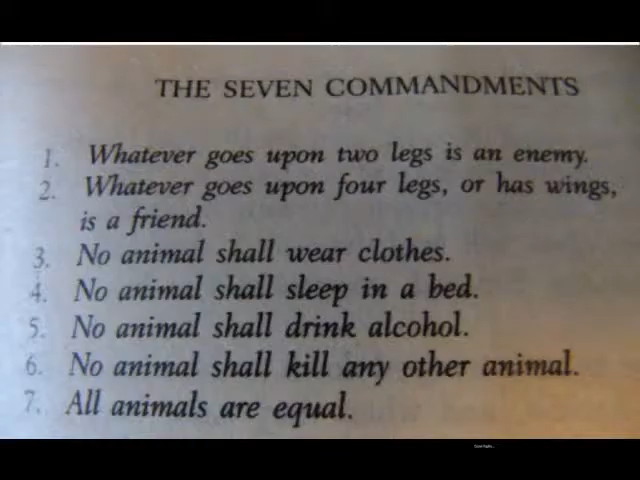 THE SEVEN COMMANDMENTS
1. Whatever goes upon two legs is an enemy.
2. Whatever goes upon four legs, or has wings,
is a friend.
3. No animal shall wear clothes.
4. No animal shall sleep in a bed.
5. No animal shall drink alcohol.
6. No animal shall kill any other animal.
7. All animals are equal.